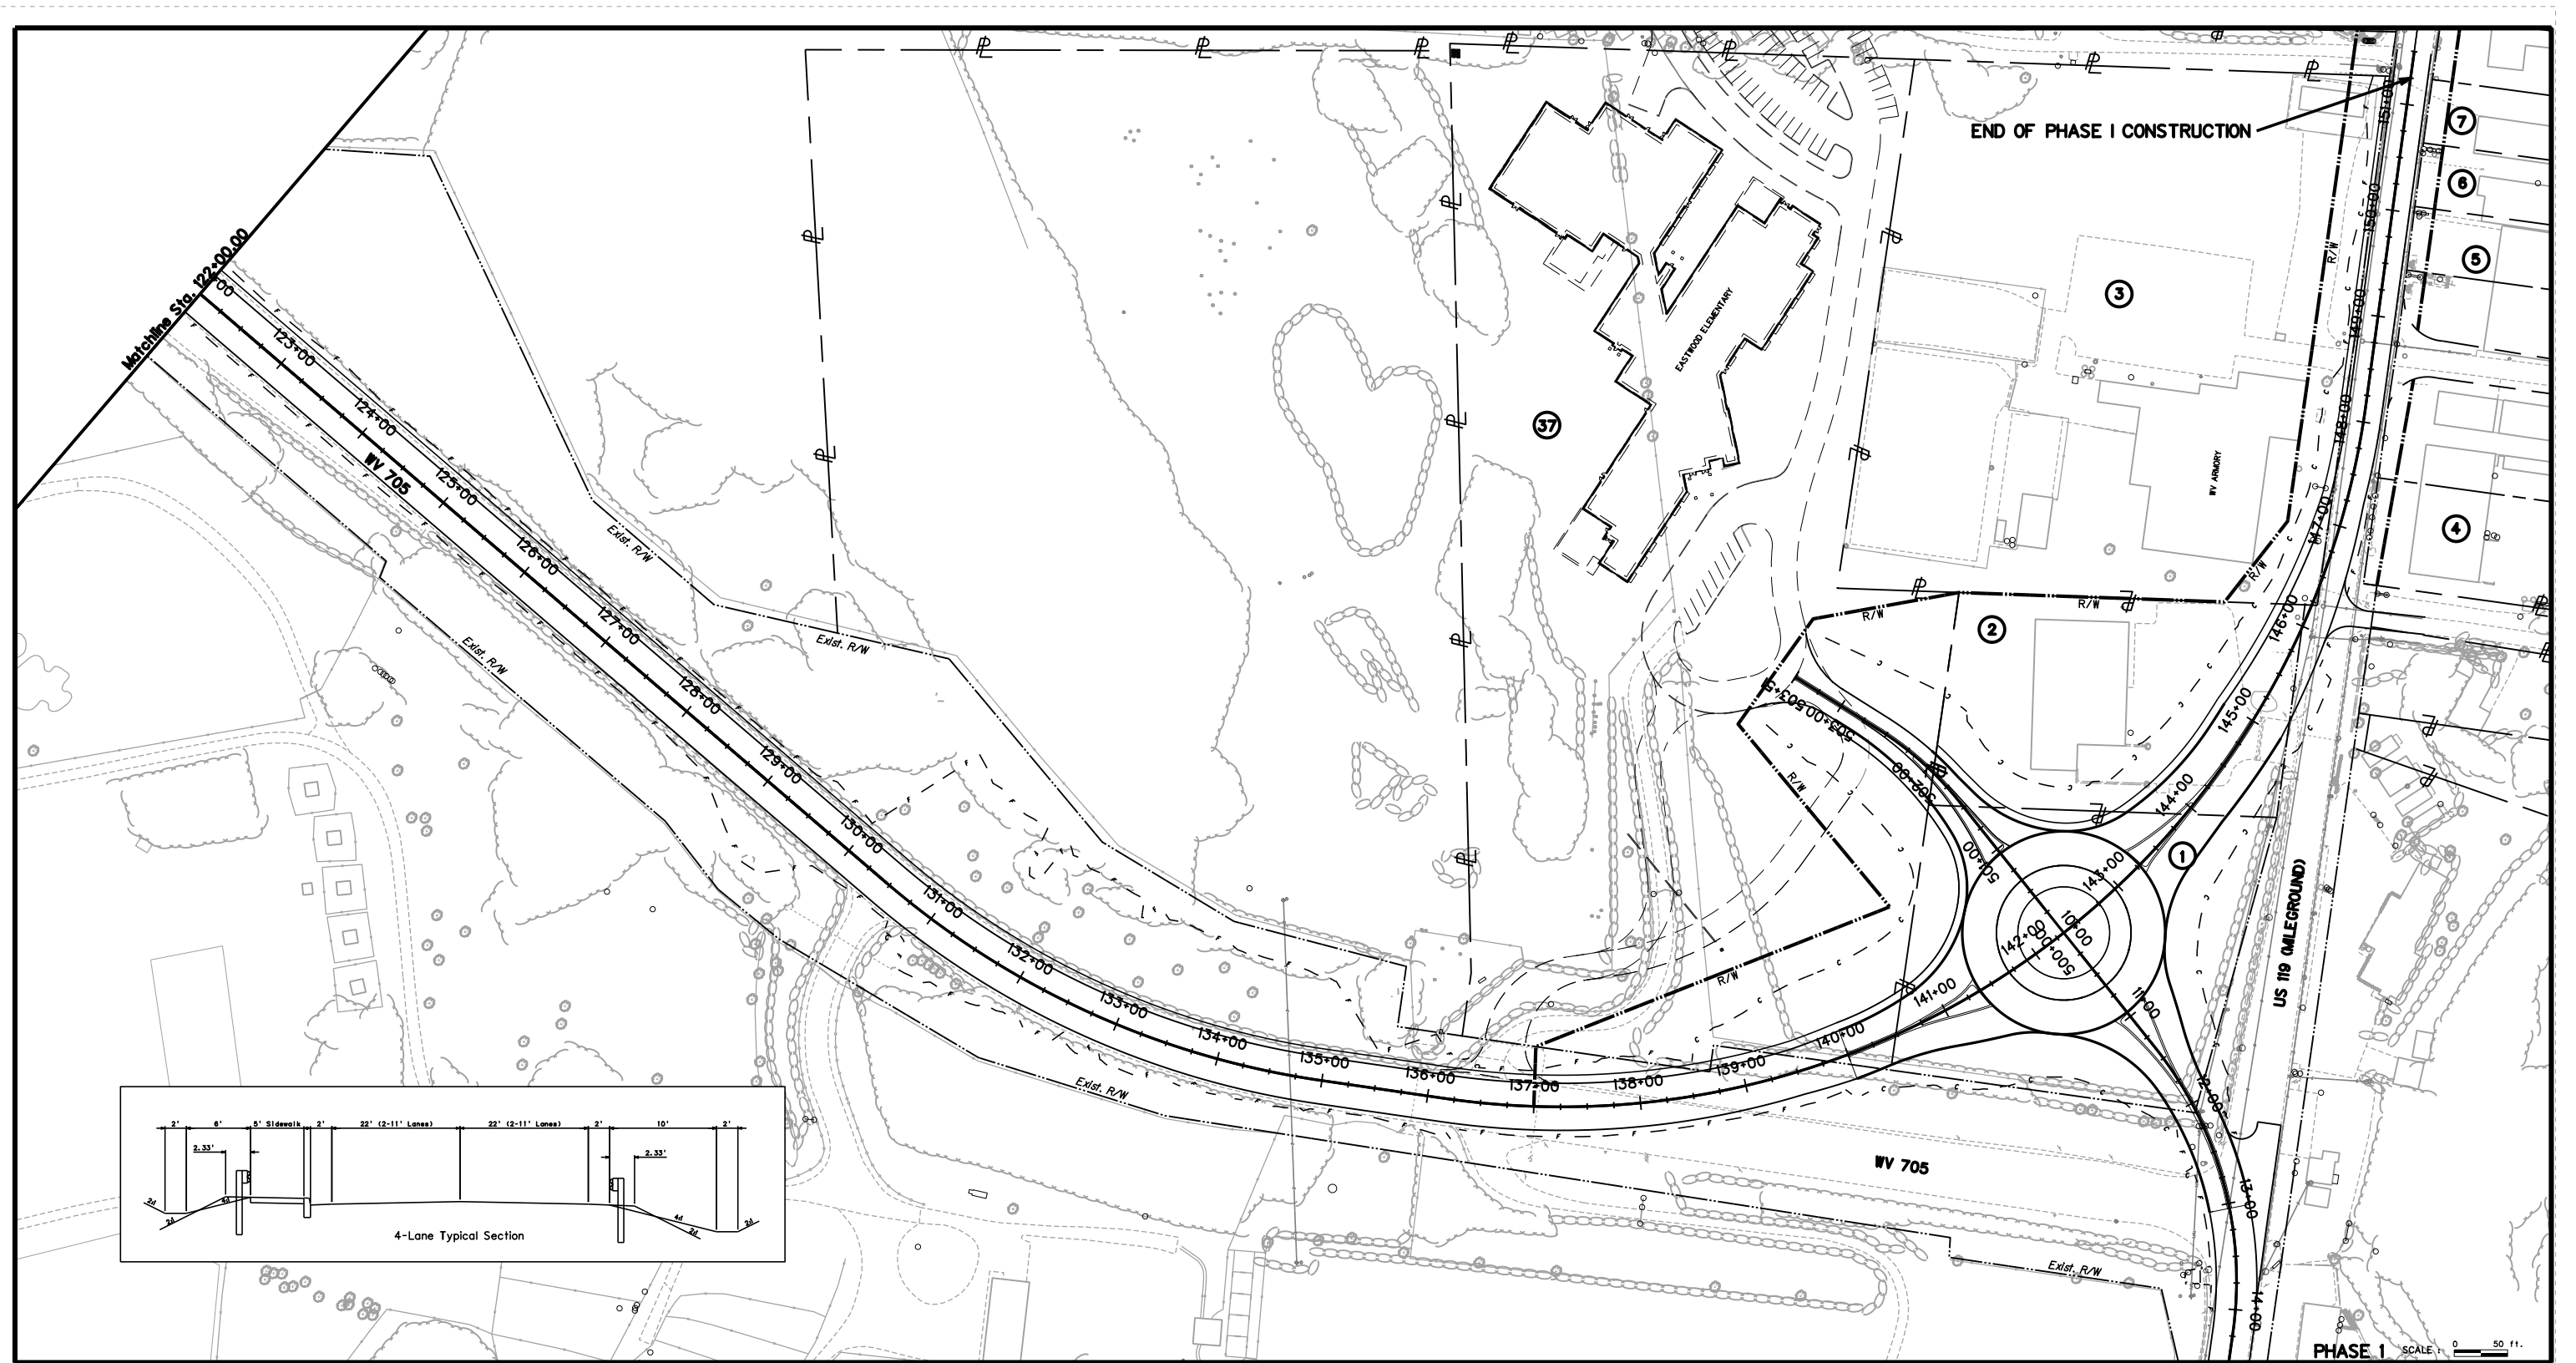 END OF PHASE I CONSTRUCTION
7
6
5
3
4
37
2
1
EASTWOOD ELEMENTARY
WV ARMORY
Matchline Sta. 122+00.00
123+00
124+00
WV 705
125+00
126+00
127+00
128+00
129+00
130+00
131+00
132+00
133+00
134+00
135+00
136+00
137+00
138+00
139+00
140+00
141+00
142+00
143+00
144+00
145+00
146+00
147+00
148+00
149+00
150+00
151+00
Exist. R/W
Exist. R/W
Exist. R/W
Exist. R/W
Exist. R/W
R/W
R/W
R/W
R/W
R/W
R/W
503+00
502+00
501+00
500+00
10+00
11+00
12+00
13+00
14+00
US 119 (MILEGROUND)
WV 705
2'
6'
5' Sidewalk
2'
22' (2-11' Lanes)
22' (2-11' Lanes)
2'
10'
2'
2.33'
2.33'
4-Lane Typical Section
PHASE 1
SCALE :
0
50 ft.